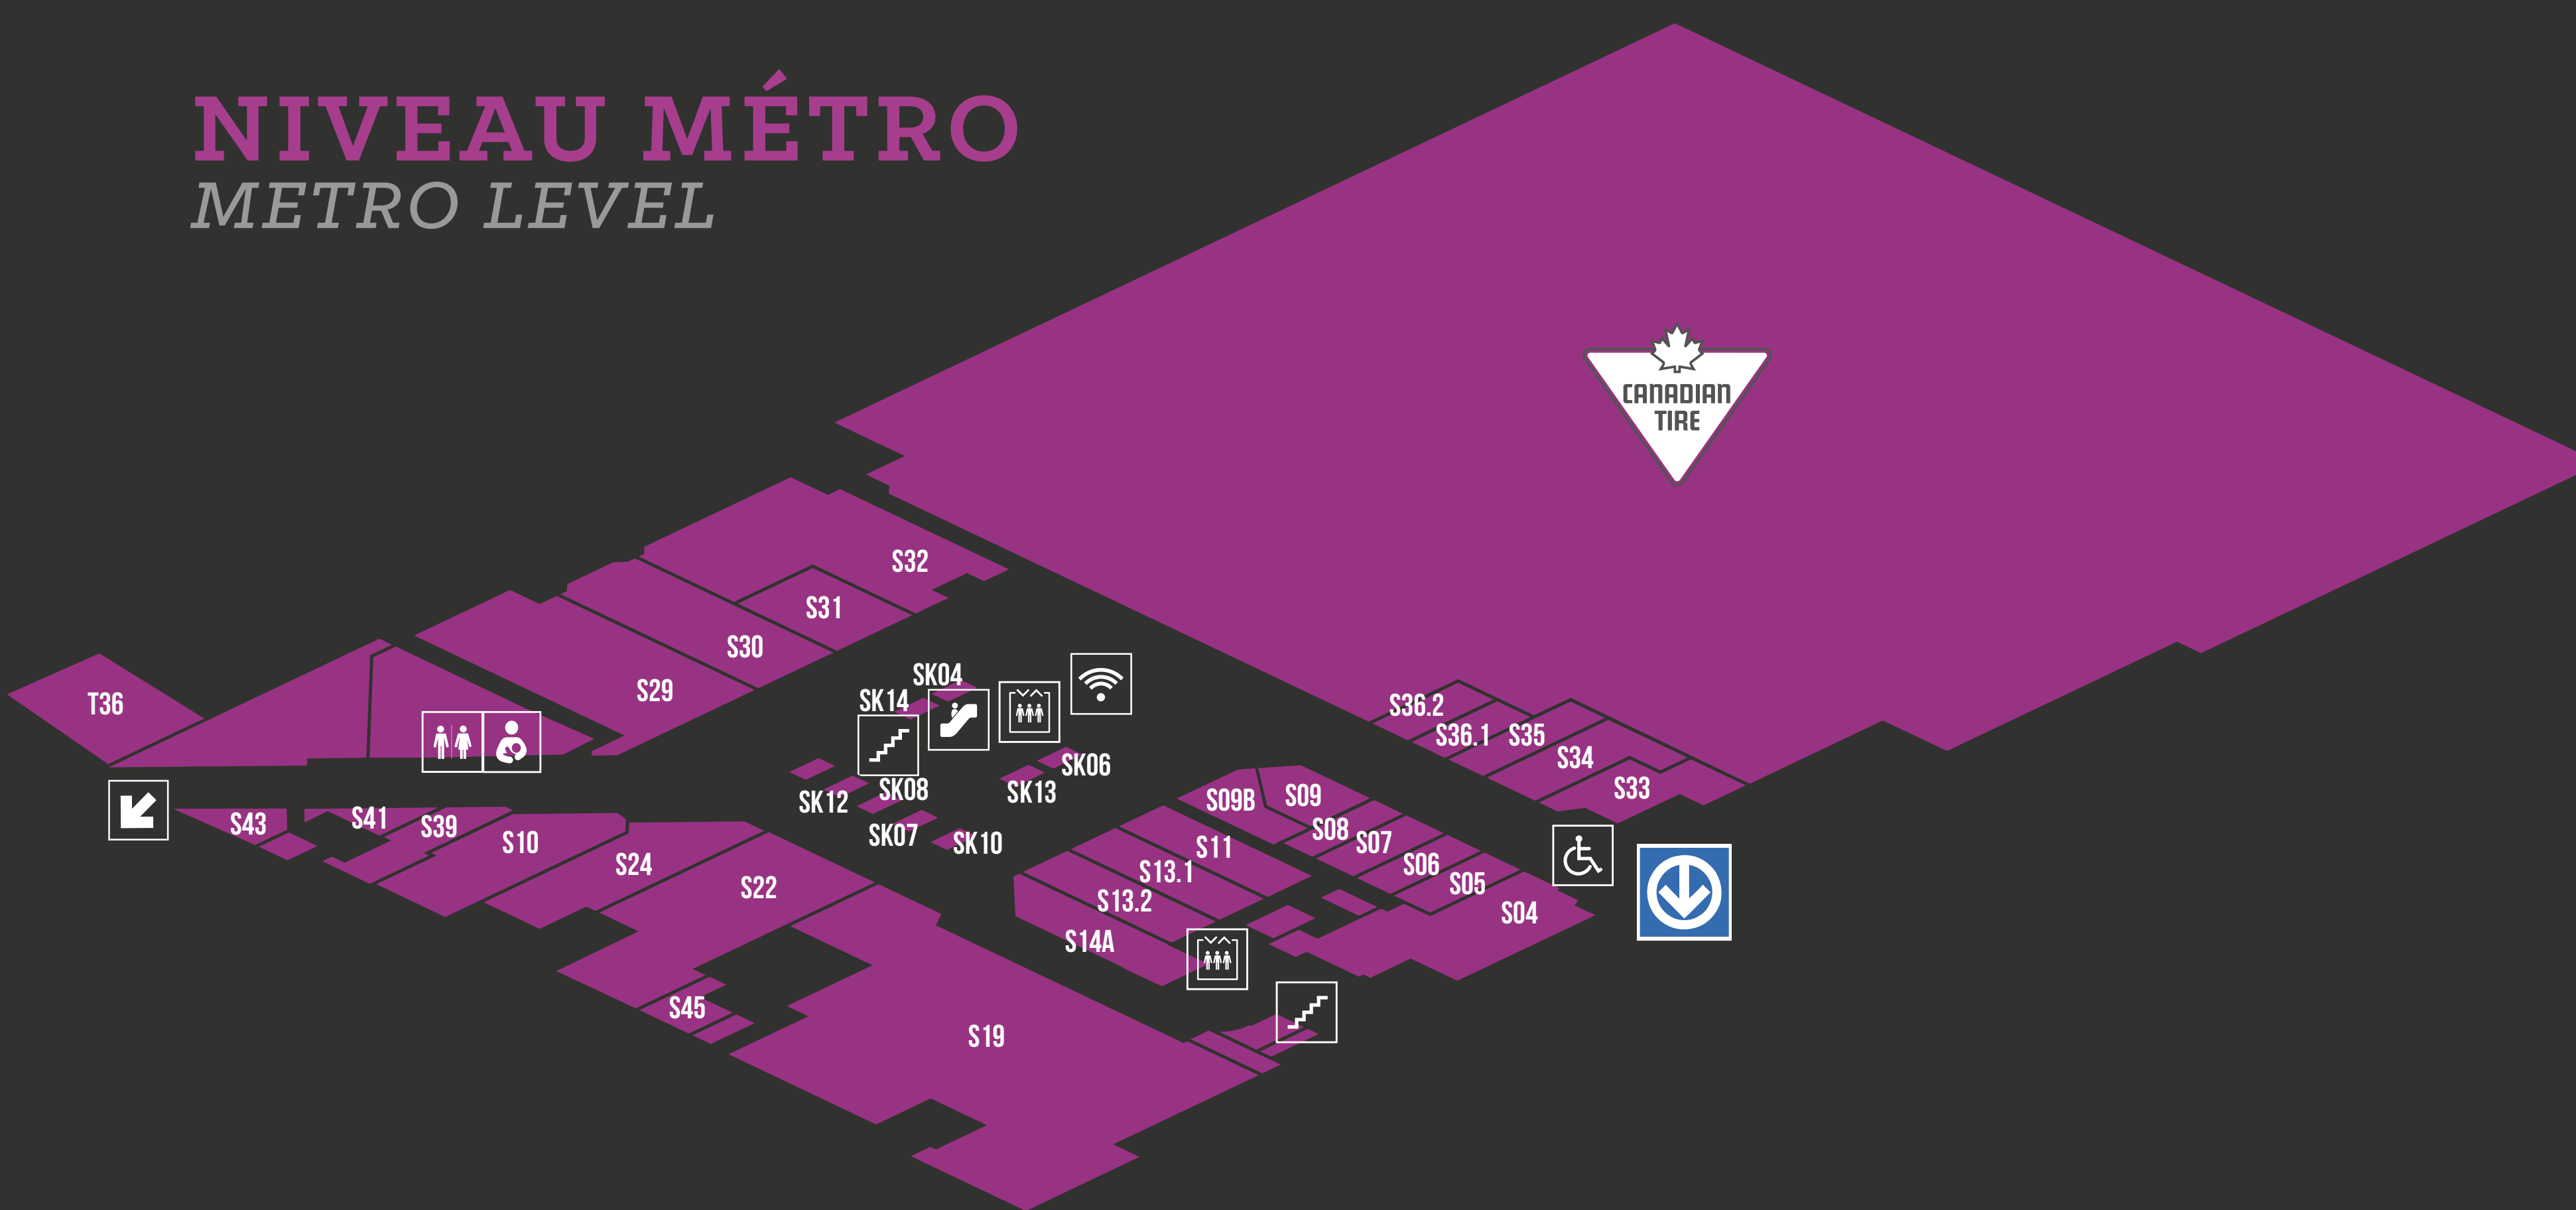 NIVEAU MÉTRO
METRO LEVEL
CANADIAN
TIRE
S32
S31
S30
S29
T36
SK04
SK14
SK06
SK13
SK08
SK12
SK07
SK10
S36.2
S36.1
S35
S34
S33
S43
S41
S39
S10
S24
S22
S09B
S09
S08
S07
S06
S05
S04
S11
S13.1
S13.2
S14A
S45
S19